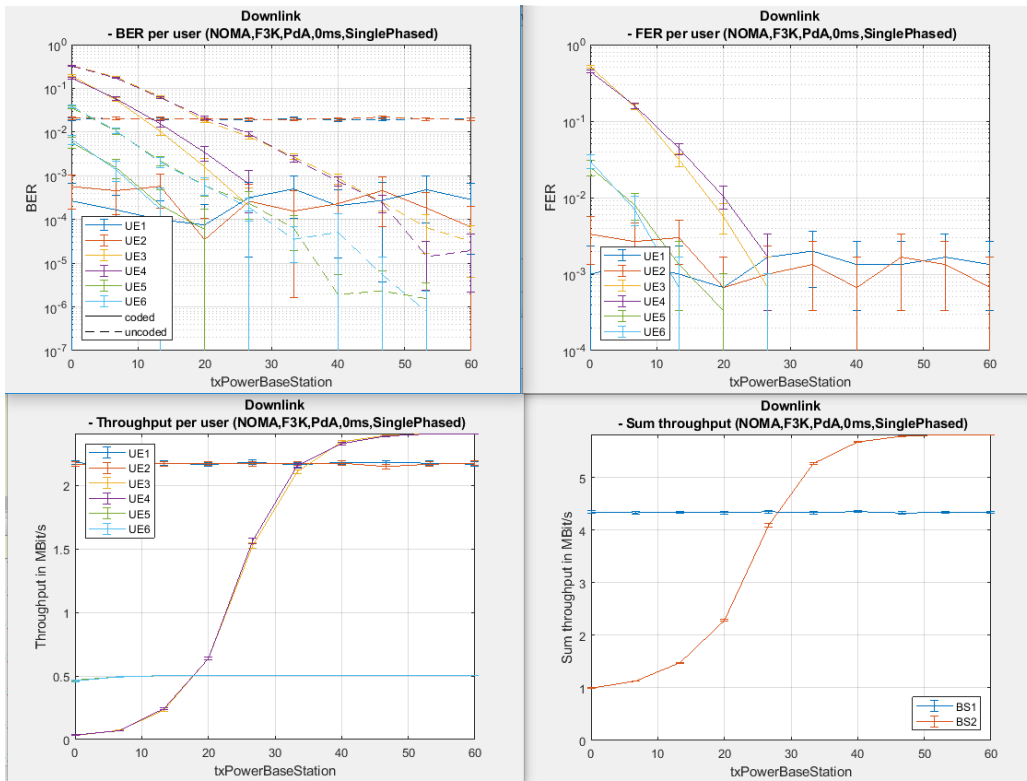 Downlink
- BER per user (NOMA,F3K,PdA,0ms,SinglePhased)
10^0
10^-1
10^-2
10^-3
10^-4
10^-5
10^-6
10^-7
BER
UE1
UE2
UE3
UE4
UE5
UE6
coded
uncoded
0 10 20 30 40 50 60
txPowerBaseStation
Downlink
- FER per user (NOMA,F3K,PdA,0ms,SinglePhased)
10^0
10^-1
10^-2
10^-3
10^-4
FER
UE1
UE2
UE3
UE4
UE5
UE6
0 10 20 30 40 50 60
txPowerBaseStation
Downlink
- Throughput per user (NOMA,F3K,PdA,0ms,SinglePhased)
2
1.5
1
0.5
0
Throughput in MBit/s
UE1
UE2
UE3
UE4
UE5
UE6
0 10 20 30 40 50 60
txPowerBaseStation
Downlink
- Sum throughput (NOMA,F3K,PdA,0ms,SinglePhased)
5
4
3
2
1
0
Sum throughput in MBit/s
BS1
BS2
0 10 20 30 40 50 60
txPowerBaseStation